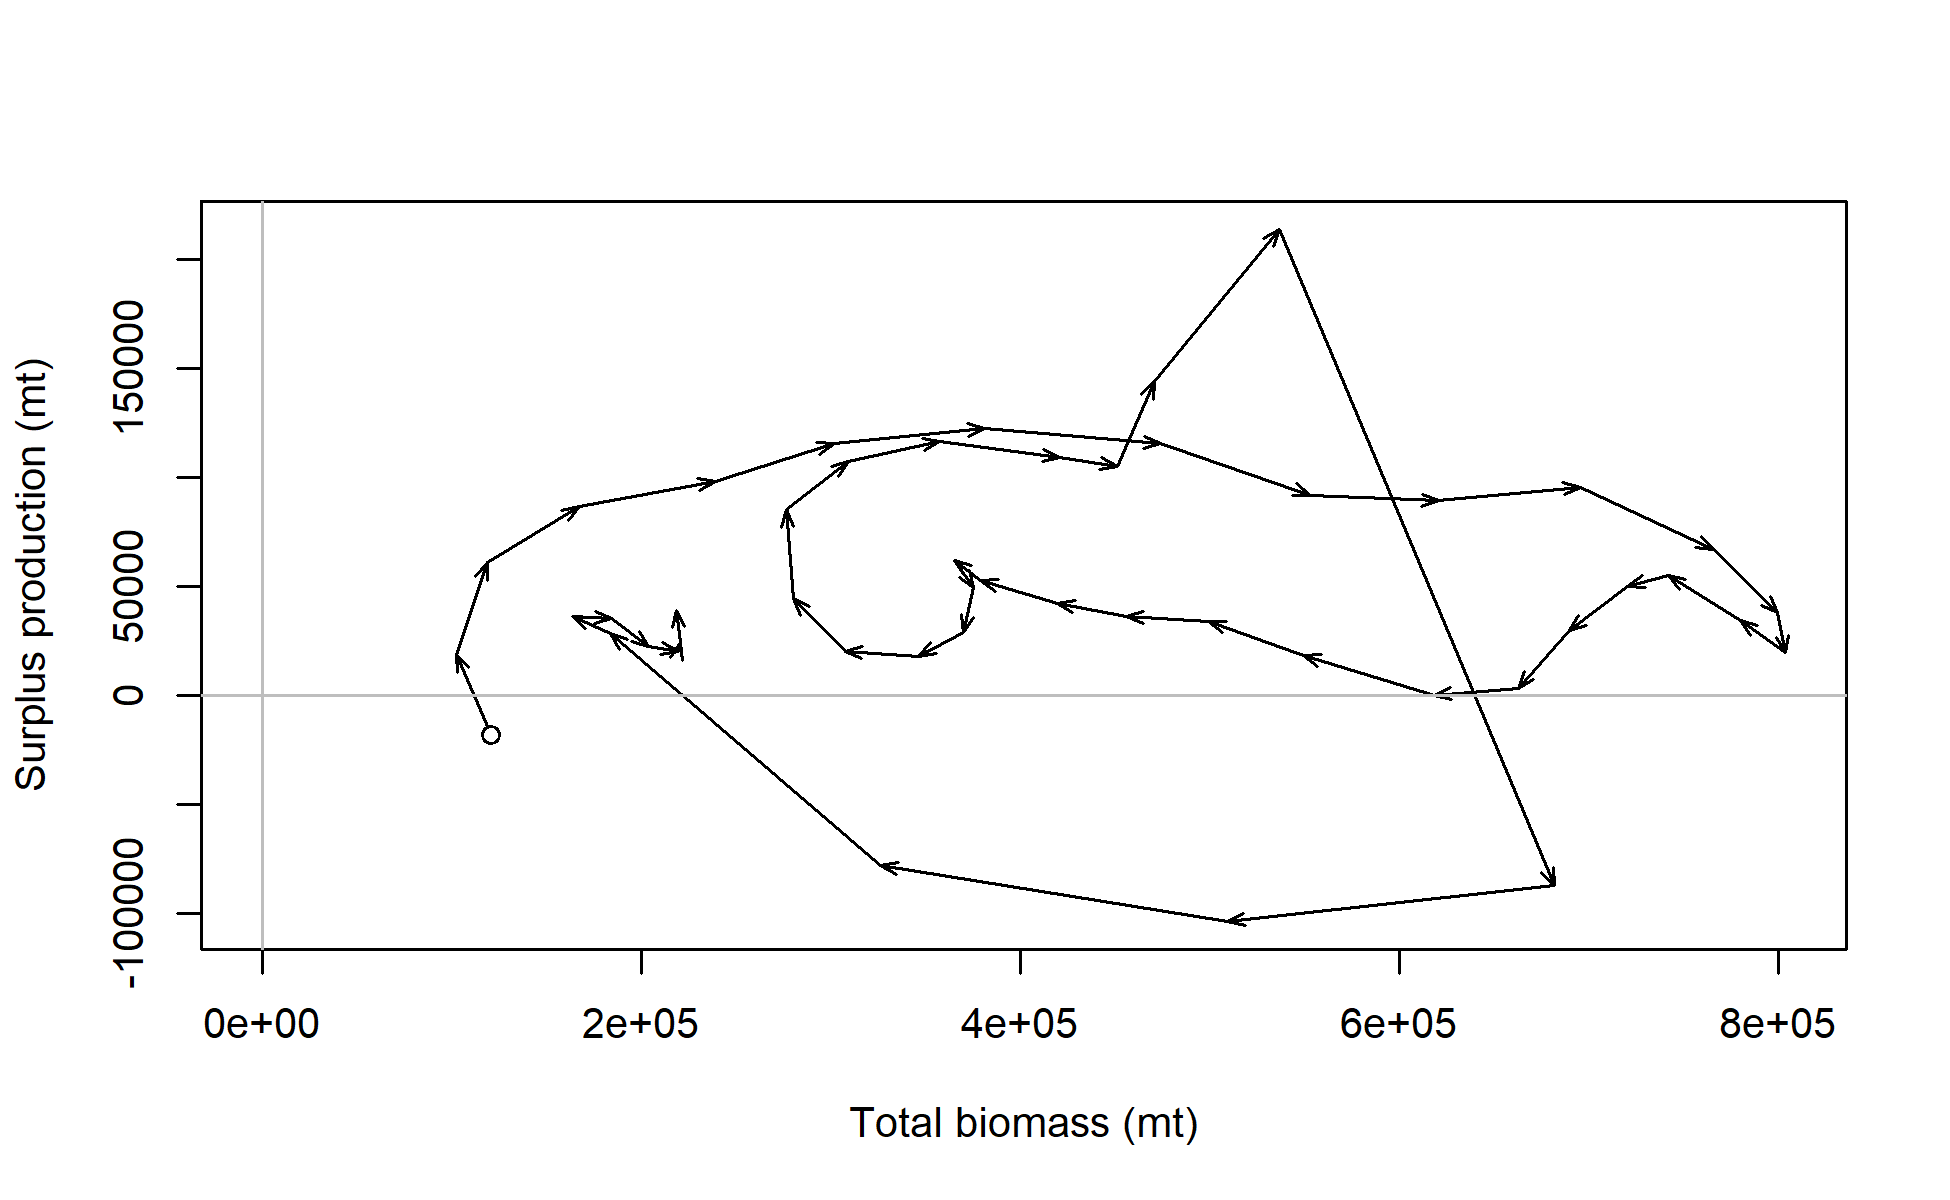 Surplus production (mt)
150000
50000
0
-100000
0e+00 2e+05 4e+05 6e+05 8e+05
Total biomass (mt)